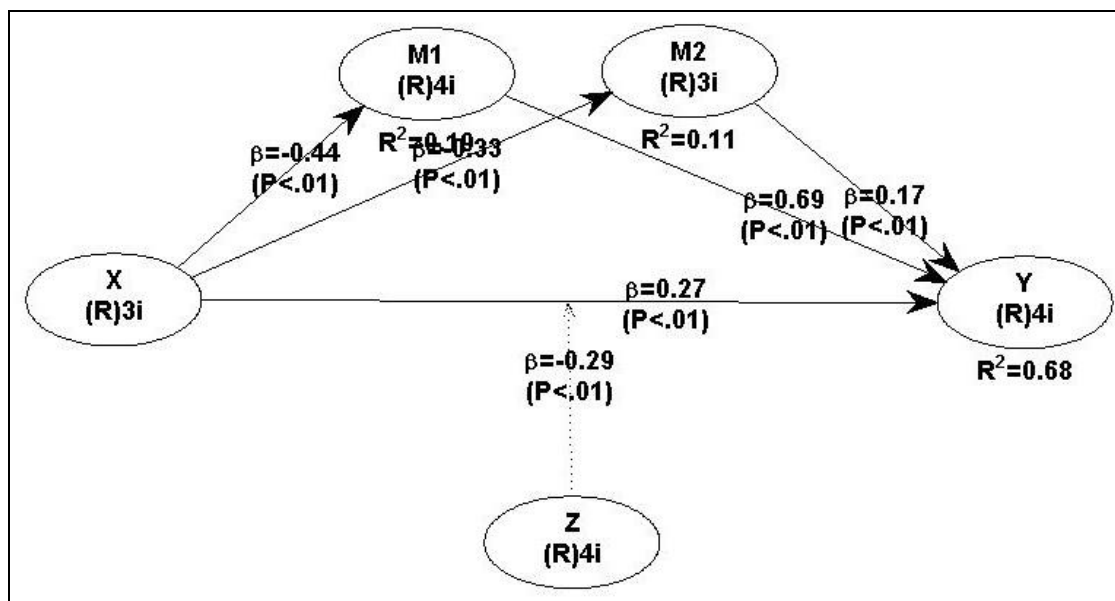 M1
(R)4i
M2
(R)3i
R²=0.19
R²=0.11
β=-0.44
(P<.01)
β=-0.33
(P<.01)
β=0.69
(P<.01)
β=0.17
(P<.01)
X
(R)3i
β=0.27
(P<.01)
Y
(R)4i
R²=0.68
β=-0.29
(P<.01)
Z
(R)4i